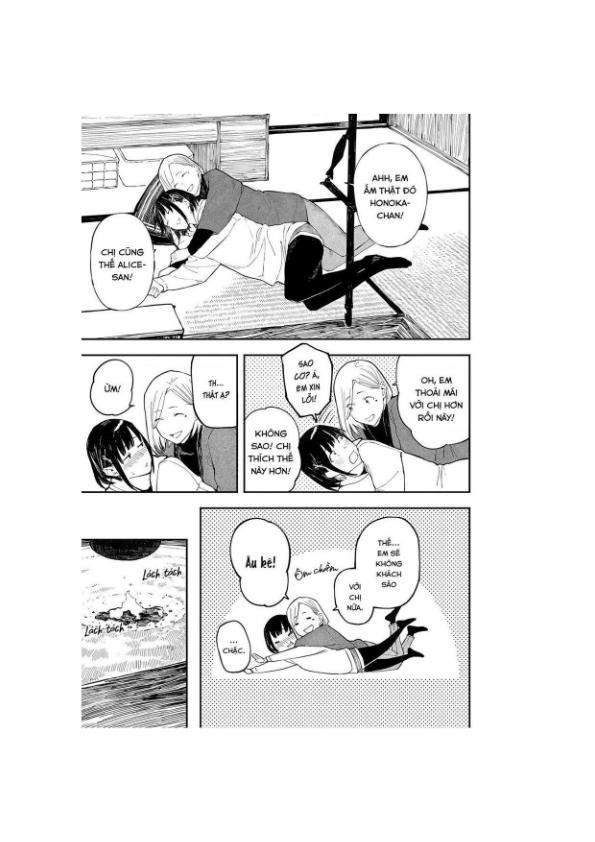 AHH, EM
ẤM THẬT ĐÓ
HONOKA-
CHAN!
CHỊ CŨNG
THẾ ALICE-
SAN!
OH, EM
THOẢI MÁI
VỚI CHỊ HƠN
RỒI NÀY!
SAO
CƠ? Á,
EM XIN
LỖI!
KHÔNG
SAO! CHỊ
THÍCH THẾ
NÀY HƠN!
TH...
THẬT Ạ?
ỪM!
THẾ...
EM SẼ
KHÔNG
KHÁCH
SÁO
VỚI
CHỊ
NỮA.
Ôm chầm
Âu kê!
...
CHẮC.
Lách tách
Lách tách